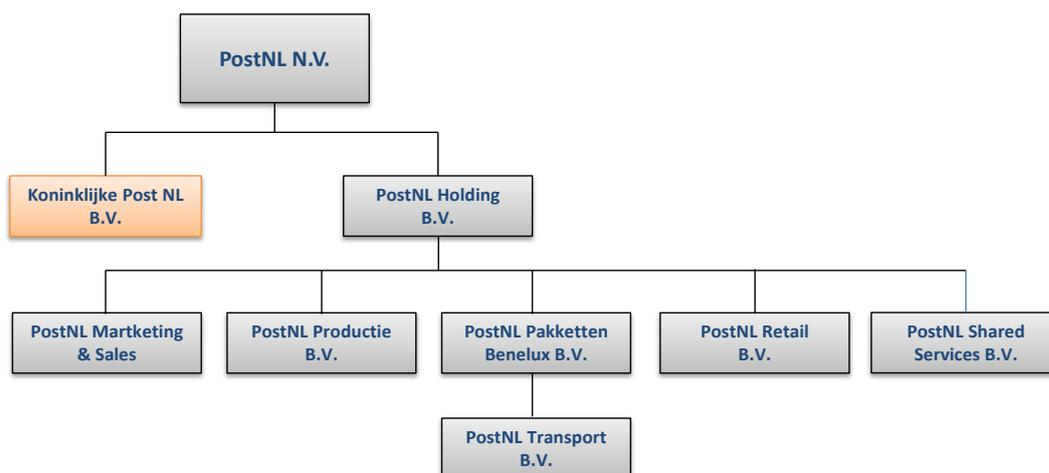 PostNL N.V.
Koninklijke Post NL
B.V.
PostNL Holding
B.V.
PostNL Martketing
& Sales
PostNL Productie
B.V.
PostNL Pakketten
Benelux B.V.
PostNL Retail
B.V.
PostNL Shared
Services B.V.
PostNL Transport
B.V.